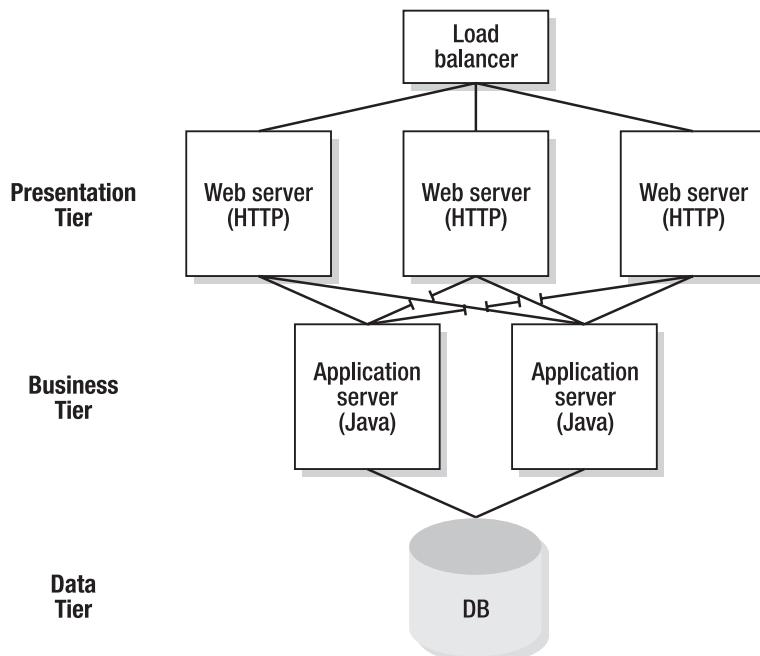 Load
balancer
Presentation
Tier
Web server
(HTTP)
Web server
(HTTP)
Web server
(HTTP)
Business
Tier
Application
server
(Java)
Application
server
(Java)
Data
Tier
DB